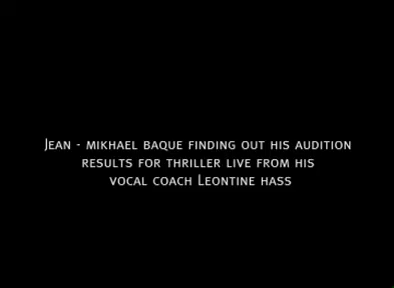 Jean - mikhael baque finding out his audition
results for thriller live from his
vocal coach Leontine hass